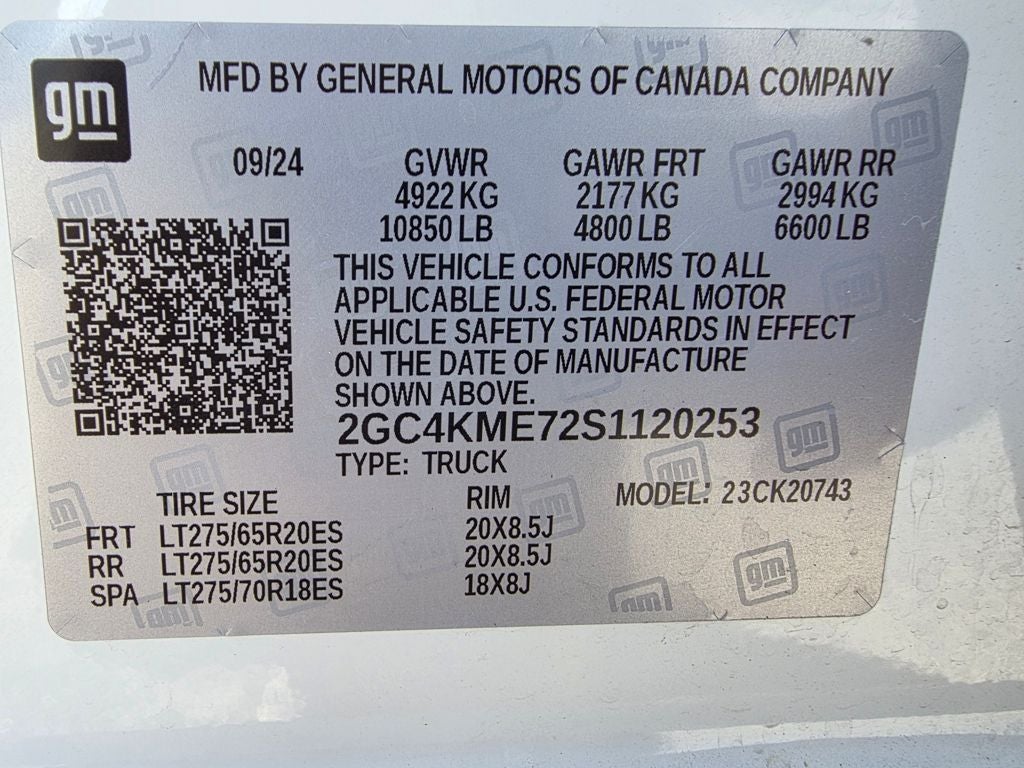 gm
MFD BY GENERAL MOTORS OF CANADA COMPANY
09/24 GVWR GAWR FRT GAWR RR
4922 KG 2177 KG 2994 KG
10850 LB 4800 LB 6600 LB
THIS VEHICLE CONFORMS TO ALL
APPLICABLE U.S. FEDERAL MOTOR
VEHICLE SAFETY STANDARDS IN EFFECT
ON THE DATE OF MANUFACTURE
SHOWN ABOVE.
2GC4KME72S1120253
TYPE: TRUCK
TIRE SIZE RIM MODEL: 23CK20743
FRT LT275/65R20ES 20X8.5J
RR LT275/65R20ES 20X8.5J
SPA LT275/70R18ES 18X8J